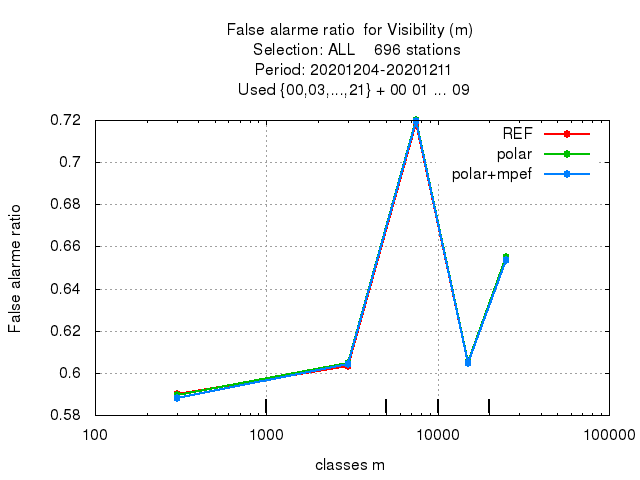 False alarme ratio  for Visibility (m)
Selection: ALL    696 stations
Period: 20201204-20201211
Used {00,03,...,21} + 00 01 ... 09
REF
polar
polar+mpef
False alarme ratio
0.72
0.7
0.68
0.66
0.64
0.62
0.6
0.58
100
1000
10000
100000
classes m